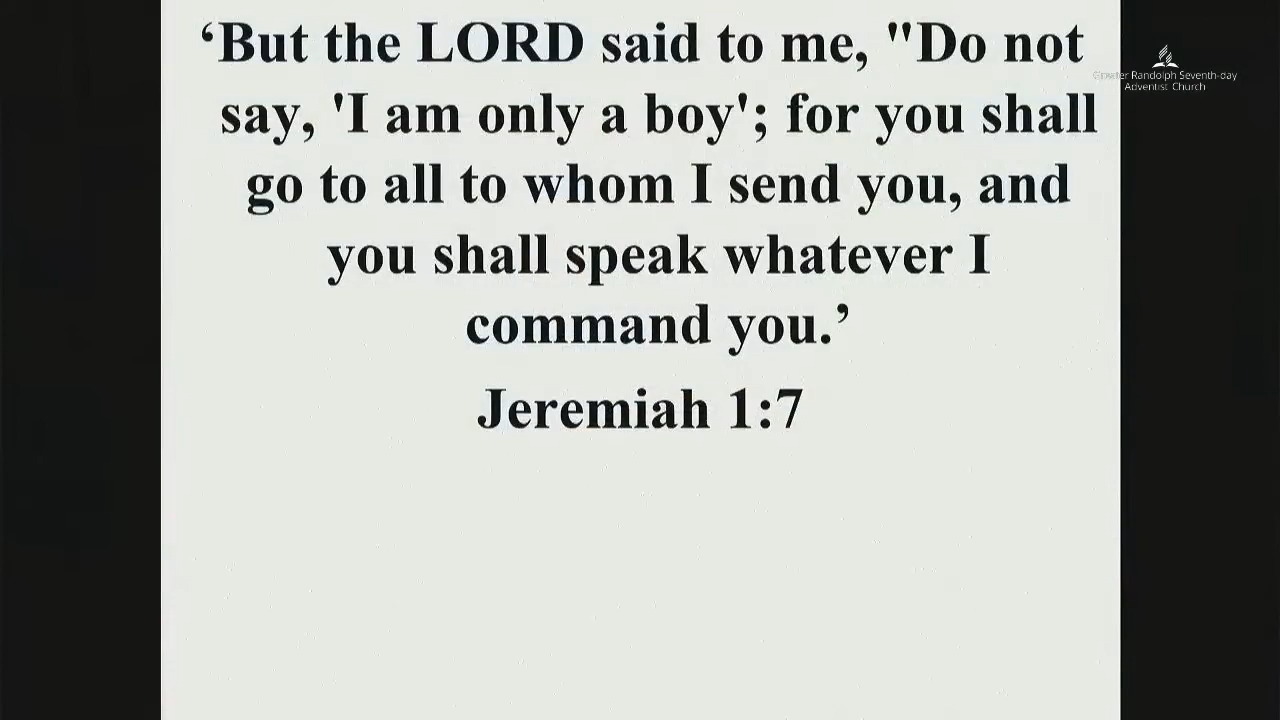 ‘But the LORD said to me, "Do not
say, 'I am only a boy'; for you shall
go to all to whom I send you, and
you shall speak whatever I
command you.’
Jeremiah 1:7
Greater Randolph Seventh-day
Adventist Church